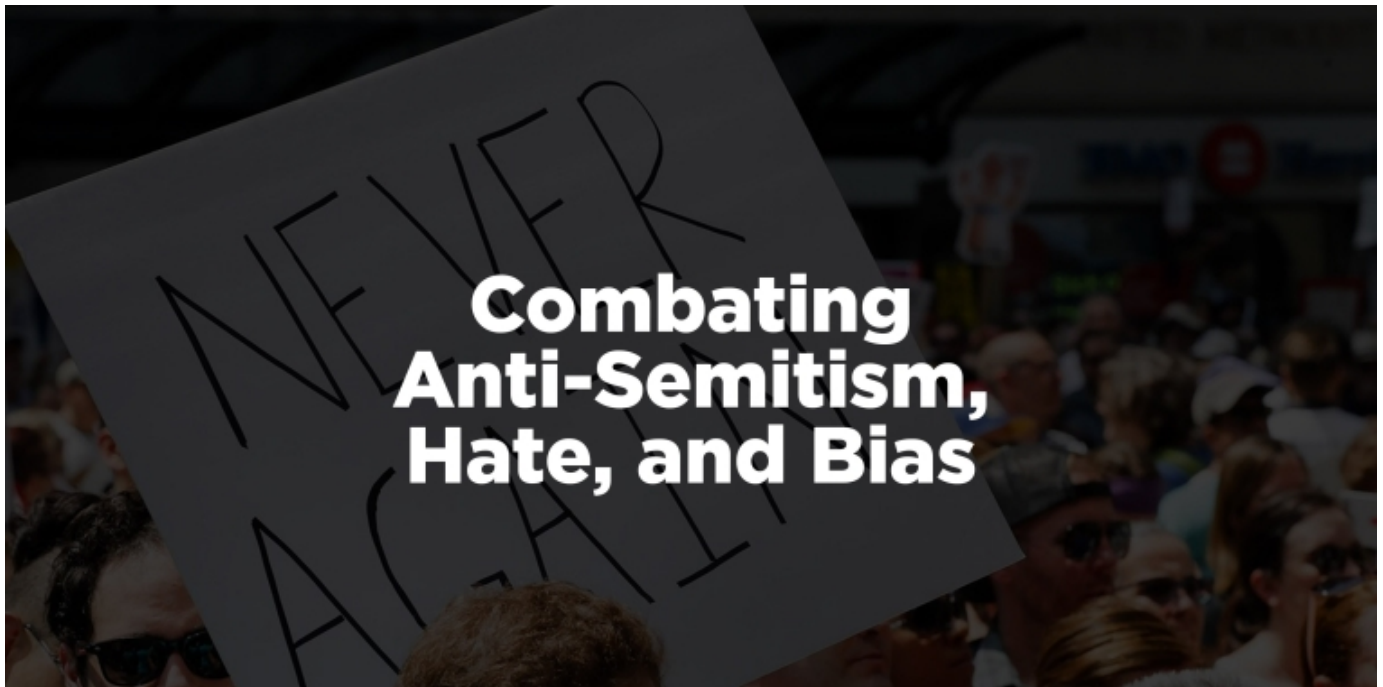 NEVER
AGAIN
Combating
Anti-Semitism,
Hate, and Bias